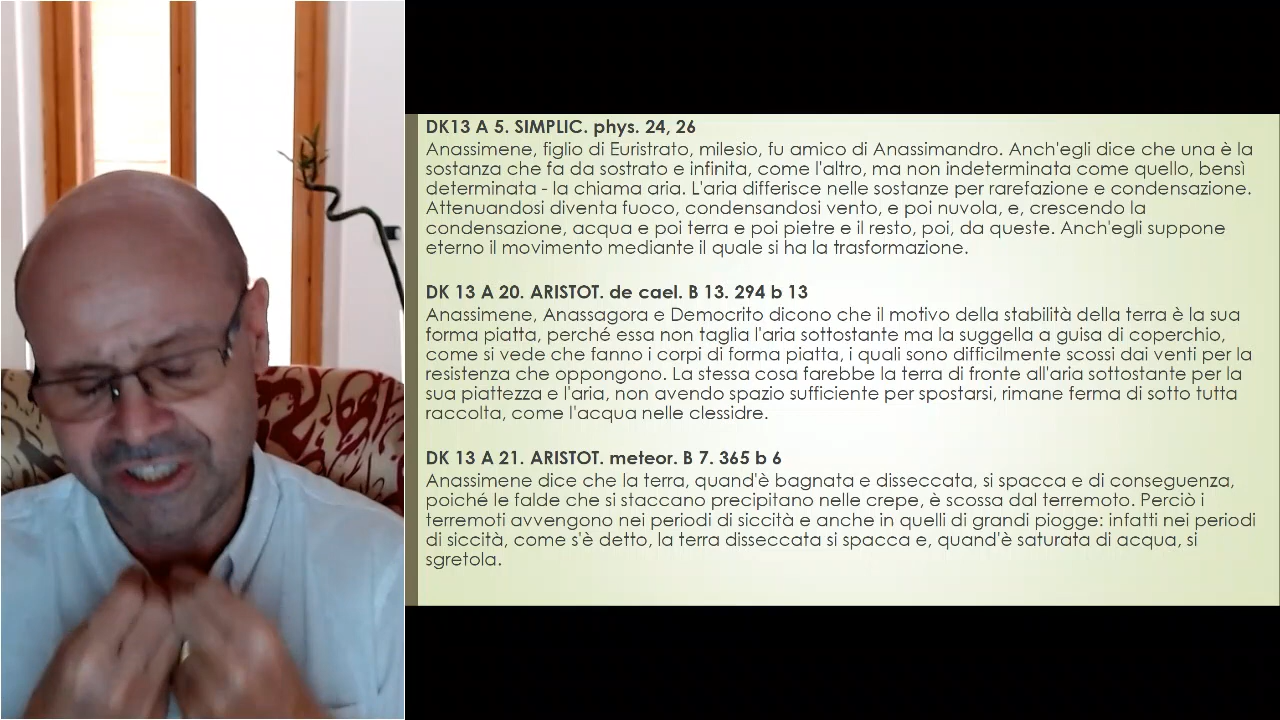 DK13 A 5. SIMPLIC. phys. 24, 26
Anassimene, figlio di Euristrato, milesio, fu amico di Anassimandro. Anch'egli dice che una è la
sostanza che fa da sostrato e infinita, come l'altro, ma non indeterminata come quello, bensì
determinata - la chiama aria. L'aria differisce nelle sostanze per rarefazione e condensazione.
Attenuandosi diventa fuoco, condensandosi vento, e poi nuvola, e, crescendo la
condensazione, acqua e poi terra e poi pietre e il resto, poi, da queste. Anch'egli suppone
eterno il movimento mediante il quale si ha la trasformazione.
DK 13 A 20. ARISTOT. de cael. B 13. 294 b 13
Anassimene, Anassagora e Democrito dicono che il motivo della stabilità della terra è la sua
forma piatta, perché essa non taglia l'aria sottostante ma la suggella a guisa di coperchio,
come si vede che fanno i corpi di forma piatta, i quali sono difficilmente scossi dai venti per la
resistenza che oppongono. La stessa cosa farebbe la terra di fronte all'aria sottostante per la
sua piattezza e l'aria, non avendo spazio sufficiente per spostarsi, rimane ferma di sotto tutta
raccolta, come l'acqua nelle clessidre.
DK 13 A 21. ARISTOT. meteor. B 7. 365 b 6
Anassimene dice che la terra, quand'è bagnata e disseccata, si spacca e di conseguenza,
poiché le falde che si staccano precipitano nelle crepe, è scossa dal terremoto. Perciò i
terremoti avvengono nei periodi di siccità e anche in quelli di grandi piogge: infatti nei periodi
di siccità, come s'è detto, la terra disseccata si spacca e, quand'è saturata di acqua, si
sgretola.